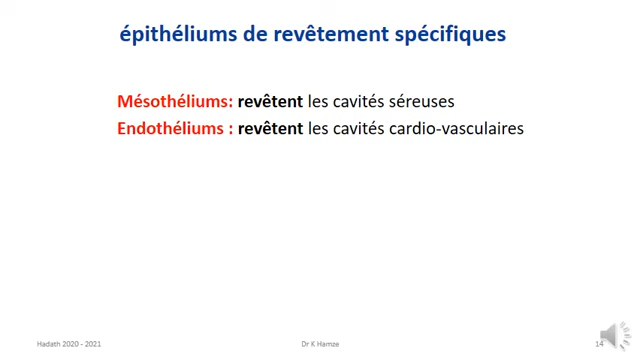 épithéliums de revêtement spécifiques
Mésothéliums: revêtent les cavités séreuses
Endothéliums : revêtent les cavités cardio-vasculaires
Hadath 2020 - 2021
Dr K Hamze
14